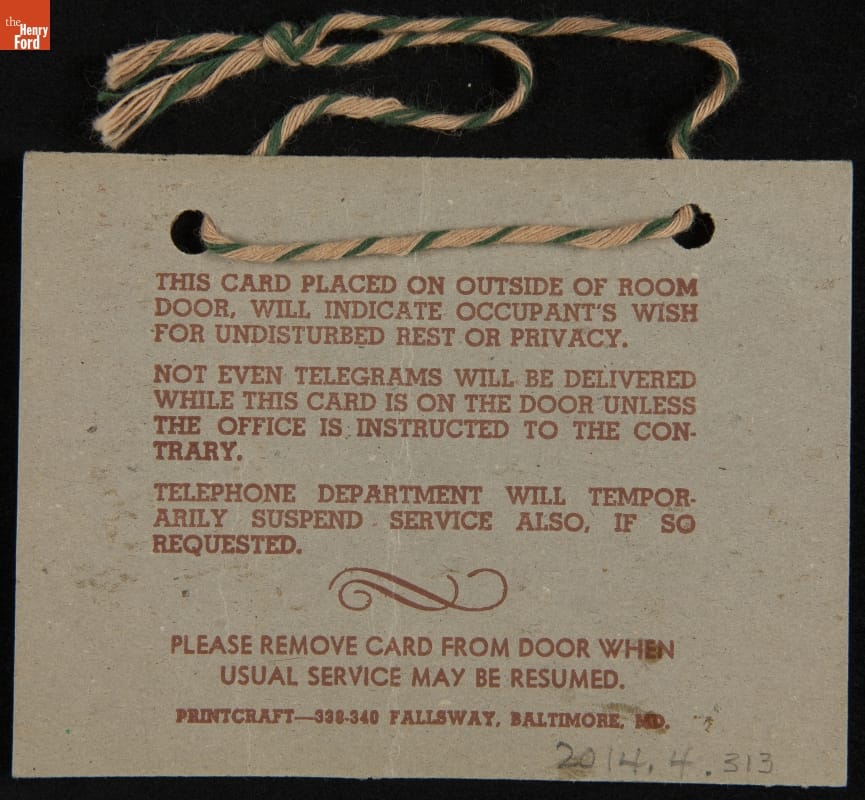 the
Henry
Ford
THIS CARD PLACED ON OUTSIDE OF ROOM
DOOR, WILL INDICATE OCCUPANT'S WISH
FOR UNDISTURBED REST OR PRIVACY.
NOT EVEN TELEGRAMS WILL BE DELIVERED
WHILE THIS CARD IS ON THE DOOR UNLESS
THE OFFICE IS INSTRUCTED TO THE CON-
TRARY.
TELEPHONE DEPARTMENT WILL TEMPOR-
ARILY SUSPEND SERVICE ALSO, IF SO
REQUESTED.
PLEASE REMOVE CARD FROM DOOR WHEN
USUAL SERVICE MAY BE RESUMED.
PRINTCRAFT—338-340 FALLSWAY, BALTIMORE, MD.
2014.4.313